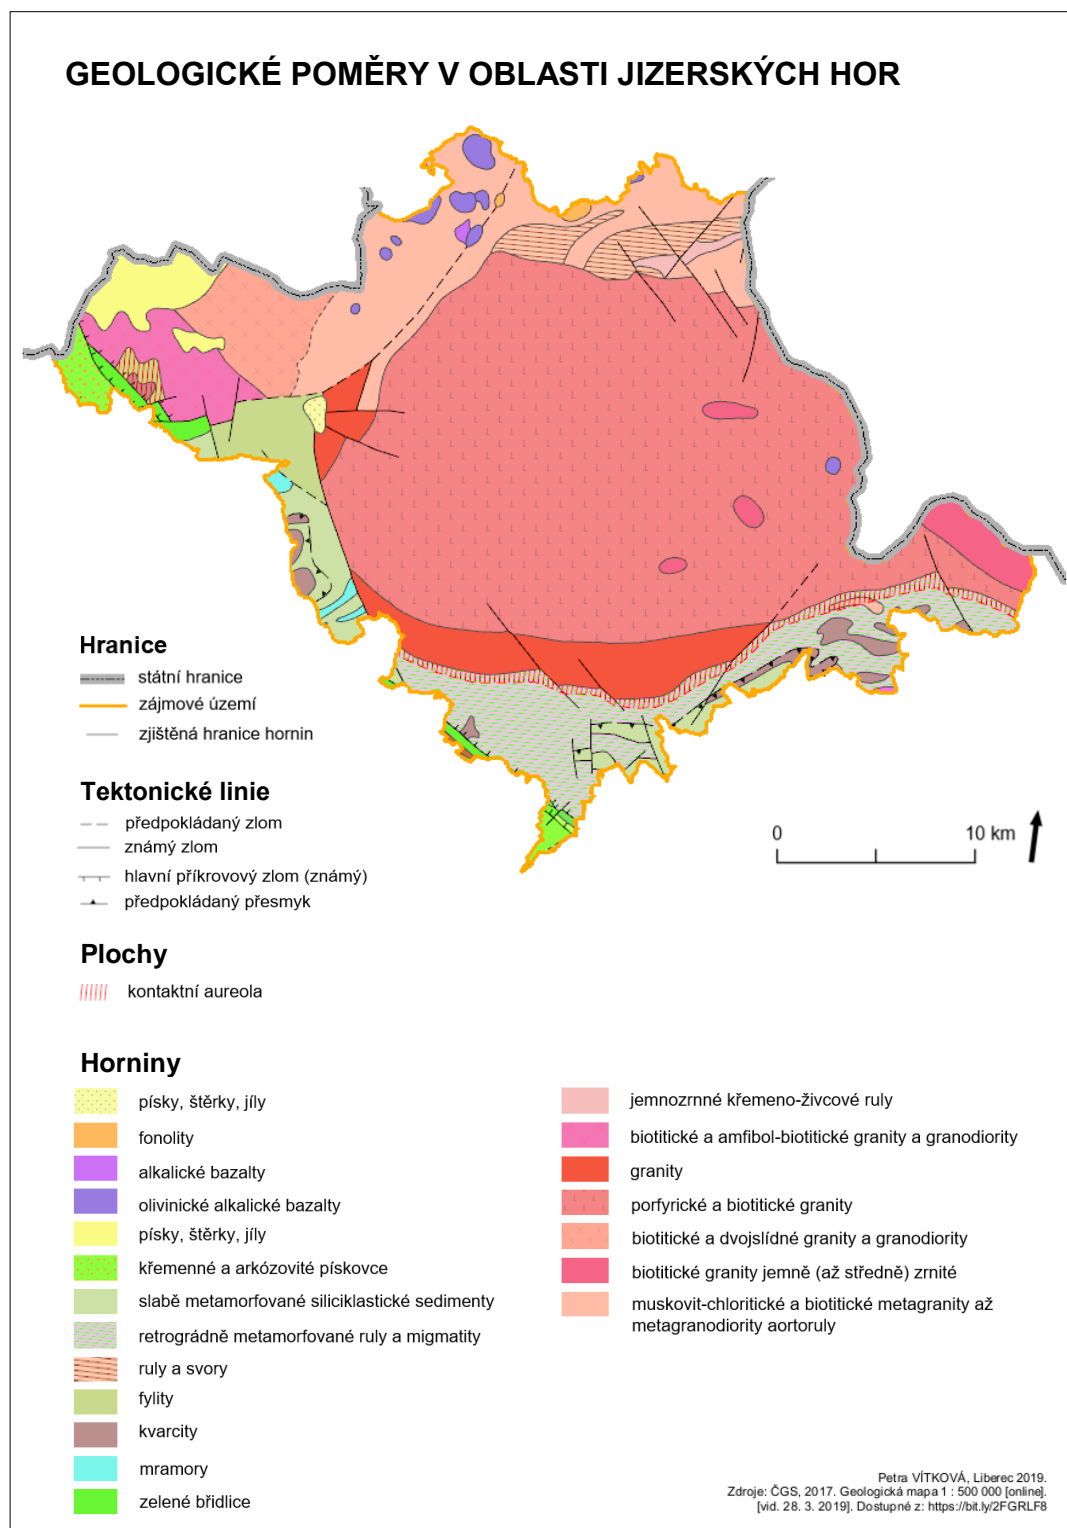 GEOLOGICKÉ POMĚRY V OBLASTI JIZERSKÝCH HOR
Hranice
státní hranice
zájmové území
zjištěná hranice hornin
Tektonické linie
předpokládaný zlom
známý zlom
hlavní příkrovový zlom (známý)
předpokládaný přesmyk
0 10 km
Plochy
kontaktní aureola
Horniny
písky, štěrky, jíly
fonolity
alkalické bazalty
olivinické alkalické bazalty
písky, štěrky, jíly
křemenné a arkózovité pískovce
slabě metamorfované siliciklastické sedimenty
retrográdně metamorfované ruly a migmatity
ruly a svory
fylity
kvarcity
mramory
zelené břidlice
jemnozrnné křemeno-živcové ruly
biotitické a amfibol-biotitické granity a granodiority
granity
porfyrické a biotitické granity
biotitické a dvojslídné granity a granodiority
biotitické granity jemně (až středně) zrnité
muskovit-chloritické a biotitické metagranity až
metagranodiority aortoruly
Petra VÍTKOVÁ, Liberec 2019.
Zdroje: ČGS, 2017. Geologická mapa 1 : 500 000 [online].
[vid. 28. 3. 2019]. Dostupné z: https://bit.ly/2FGRLF8